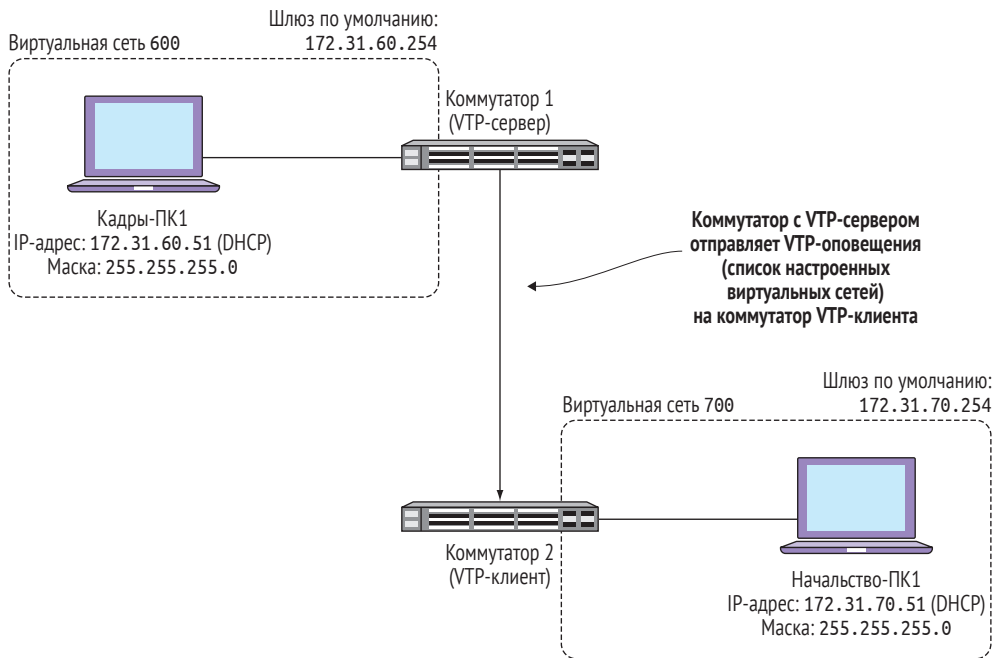 Шлюз по умолчанию:
172.31.60.254
Виртуальная сеть 600
Коммутатор 1
(VTP-сервер)
Кадры-ПК1
IP-адрес: 172.31.60.51 (DHCP)
Маска: 255.255.255.0
Коммутатор с VTP-сервером
отправляет VTP-оповещения
(список настроенных
виртуальных сетей)
на коммутатор VTP-клиента
Шлюз по умолчанию:
172.31.70.254
Виртуальная сеть 700
Коммутатор 2
(VTP-клиент)
Начальство-ПК1
IP-адрес: 172.31.70.51 (DHCP)
Маска: 255.255.255.0